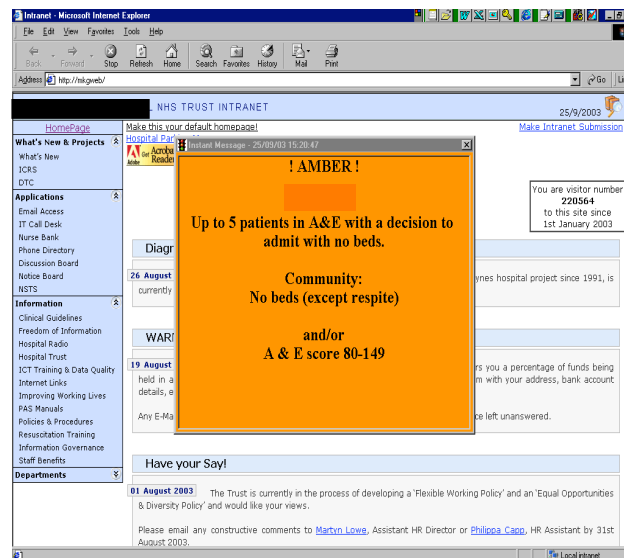 Intranet - Microsoft Internet Explorer
File Edit View Favorites Tools Help
Back Forward Stop Refresh Home Search Favorites History Mail Print
Address http://mkgweb/ Go
NHS TRUST INTRANET
25/9/2003
HomePage
Make this your default homepage!
Make Intranet Submission
What's New & Projects
What's New
ICRS
DTC
Applications
Email Access
IT Call Desk
Nurse Bank
Phone Directory
Discussion Board
Notice Board
NSTS
Information
Clinical Guidelines
Freedom of Information
Hospital Radio
Hospital Trust
ICT Training & Data Quality
Internet Links
Improving Working Lives
PAS Manuals
Policies & Procedures
Resuscitation Training
Information Governance
Staff Benefits
Departments
Hospital
Get Acroba
Adobe Reader
Instant Message - 25/09/03 15:20:47
! AMBER !
Up to 5 patients in A&E with a decision to
admit with no beds.
Community:
No beds (except respite)
and/or
A & E score 80-149
You are visitor number
220564
to this site since
1st January 2003
Diagr
26 August
ynes hospital project since 1991, is
currently
WAR
19 August
rs you a percentage of funds being
held in a
m with your address, bank account
details, e
Any E-Ma
ce left unanswered.
Have your Say!
01 August 2003 The Trust is currently in the process of developing a 'Flexible Working Policy' and an 'Equal Opportunities
& Diversity Policy' and would like your views.
Please email any constructive comments to Martyn Lowe, Assistant HR Director or Philippa Capp, HR Assistant by 31st
August 2003.
Local intranet